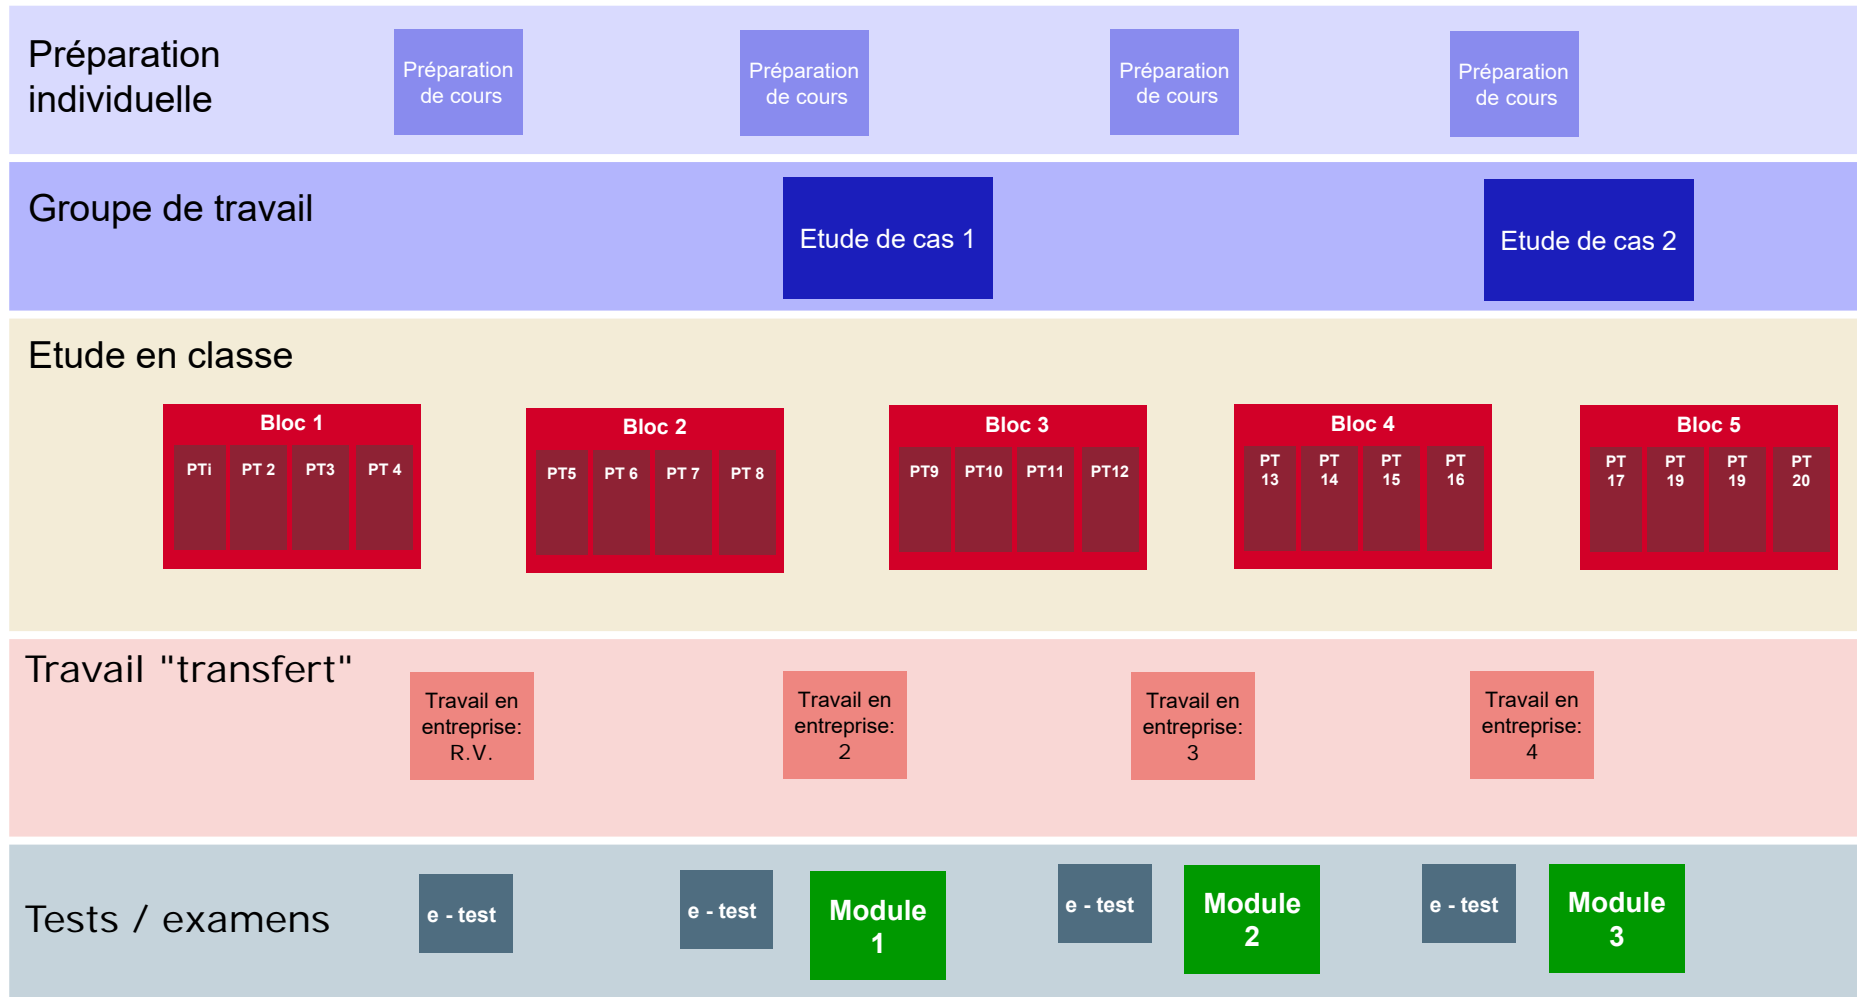 Préparation
individuelle
Préparation
de cours
Préparation
de cours
Préparation
de cours
Préparation
de cours
Groupe de travail
Etude de cas 1
Etude de cas 2
Etude en classe
Bloc 1
PTi PT 2 PT3 PT 4
Bloc 2
PT5 PT 6 PT 7 PT 8
Bloc 3
PT9 PT10 PT11 PT12
Bloc 4
PT PT PT PT
13 14 15 16
Bloc 5
PT PT PT PT
17 19 19 20
Travail "transfert"
Travail en
entreprise:
R.V.
Travail en
entreprise:
2
Travail en
entreprise:
3
Travail en
entreprise:
4
Tests / examens
e - test
e - test
Module
1
e - test
Module
2
e - test
Module
3